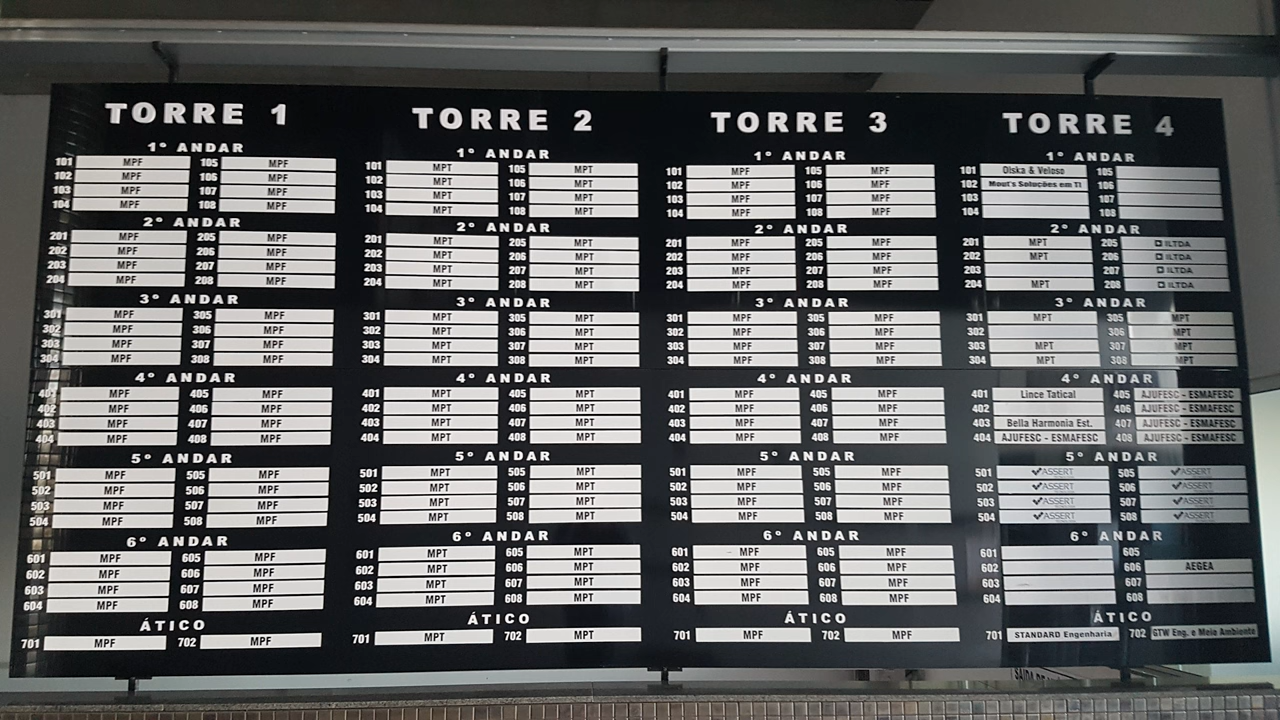 TORRE 1
1º ANDAR
101 MPF 105 MPF
102 MPF 106 MPF
103 MPF 107 MPF
104 MPF 108 MPF
2º ANDAR
201 MPF 205 MPF
202 MPF 206 MPF
203 MPF 207 MPF
204 MPF 208 MPF
3º ANDAR
301 MPF 305 MPF
302 MPF 306 MPF
303 MPF 307 MPF
304 MPF 308 MPF
4º ANDAR
401 MPF 405 MPF
402 MPF 406 MPF
403 MPF 407 MPF
404 MPF 408 MPF
5º ANDAR
501 MPF 505 MPF
502 MPF 506 MPF
503 MPF 507 MPF
504 MPF 508 MPF
6º ANDAR
601 MPF 605 MPF
602 MPF 606 MPF
603 MPF 607 MPF
604 MPF 608 MPF
ÁTICO
701 MPF 702 MPF
TORRE 2
1º ANDAR
101 MPT 105 MPT
102 MPT 106 MPT
103 MPT 107 MPT
104 MPT 108 MPT
2º ANDAR
201 MPT 205 MPT
202 MPT 206 MPT
203 MPT 207 MPT
204 MPT 208 MPT
3º ANDAR
301 MPT 305 MPT
302 MPT 306 MPT
303 MPT 307 MPT
304 MPT 308 MPT
4º ANDAR
401 MPT 405 MPT
402 MPT 406 MPT
403 MPT 407 MPT
404 MPT 408 MPT
5º ANDAR
501 MPT 505 MPT
502 MPT 506 MPT
503 MPT 507 MPT
504 MPT 508 MPT
6º ANDAR
601 MPT 605 MPT
602 MPT 606 MPT
603 MPT 607 MPT
604 MPT 608 MPT
ÁTICO
701 MPT 702 MPT
TORRE 3
1º ANDAR
101 MPF 105 MPF
102 MPF 106 MPF
103 MPF 107 MPF
104 MPF 108 MPF
2º ANDAR
201 MPF 205 MPF
202 MPF 206 MPF
203 MPF 207 MPF
204 MPF 208 MPF
3º ANDAR
301 MPF 305 MPF
302 MPF 306 MPF
303 MPF 307 MPF
304 MPF 308 MPF
4º ANDAR
401 MPF 405 MPF
402 MPF 406 MPF
403 MPF 407 MPF
404 MPF 408 MPF
5º ANDAR
501 MPF 505 MPF
502 MPF 506 MPF
503 MPF 507 MPF
504 MPF 508 MPF
6º ANDAR
601 MPF 605 MPF
602 MPF 606 MPF
603 MPF 607 MPF
604 MPF 608 MPF
ÁTICO
701 MPF 702 MPF
TORRE 4
1º ANDAR
101 Olska & Veloso 105
102 Mout's Soluções em TI 106
103 107
104 108
2º ANDAR
201 MPT 205 ILTDA
202 MPT 206 ILTDA
203 207 ILTDA
204 MPT 208 ILTDA
3º ANDAR
301 MPT 305 MPT
302 306 MPT
303 MPT 307 MPT
304 MPT 308 MPT
4º ANDAR
401 Lince Tatical 405 AJUFESC - ESMAFESC
402 406 AJUFESC - ESMAFESC
403 Bella Harmonia Est. 407 AJUFESC - ESMAFESC
404 AJUFESC - ESMAFESC 408 AJUFESC - ESMAFESC
5º ANDAR
501 ASSERT 505 ASSERT
502 ASSERT 506 ASSERT
503 ASSERT 507 ASSERT
504 ASSERT 508 ASSERT
6º ANDAR
601 605
602 606 AEGEA
603 607
604 608
ÁTICO
701 STANDARD Engenharia 702 GTW Eng. e Meio Ambiente
SAÍDA DE